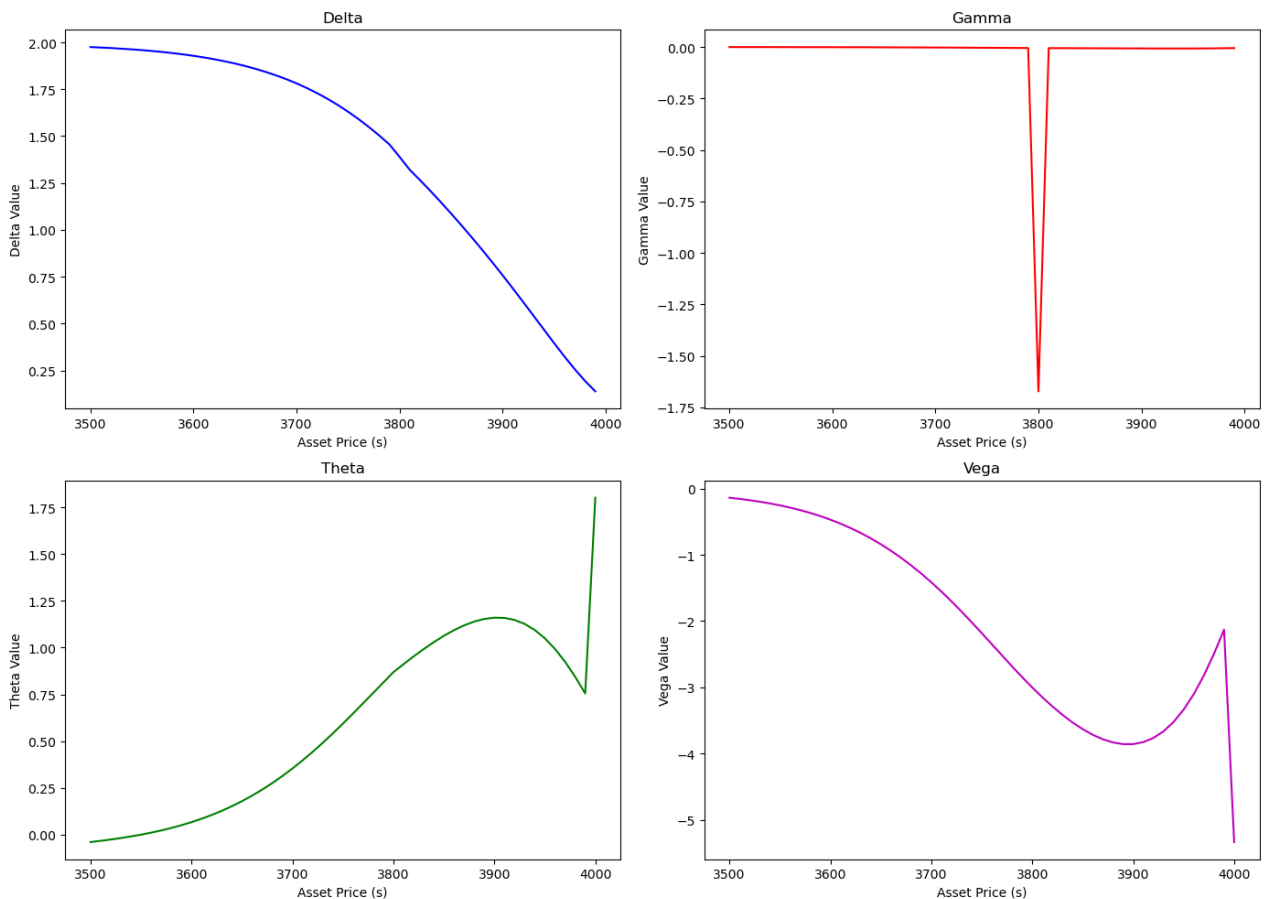 Delta
2.00
1.75
1.50
1.25
1.00
0.75
0.50
0.25
Delta Value
3500 3600 3700 3800 3900 4000
Asset Price (s)
Gamma
0.00
−0.25
−0.50
−0.75
−1.00
−1.25
−1.50
−1.75
Gamma Value
3500 3600 3700 3800 3900 4000
Asset Price (s)
Theta
1.75
1.50
1.25
1.00
0.75
0.50
0.25
0.00
Theta Value
3500 3600 3700 3800 3900 4000
Asset Price (s)
Vega
0
−1
−2
−3
−4
−5
Vega Value
3500 3600 3700 3800 3900 4000
Asset Price (s)